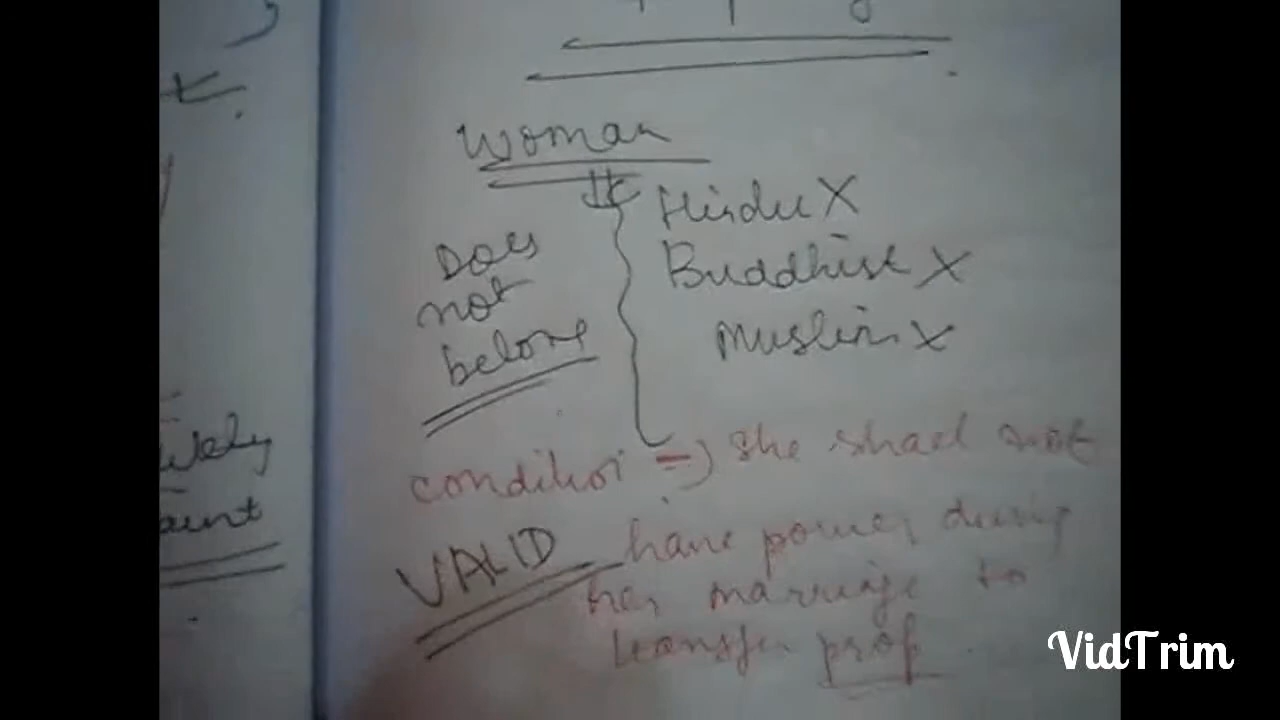 Woman
Does
not
belong
Hindu X
Buddhist X
Muslim X
condition => she shall not
VALID
have power during
her marriage to
transfer prop.
VidTrim